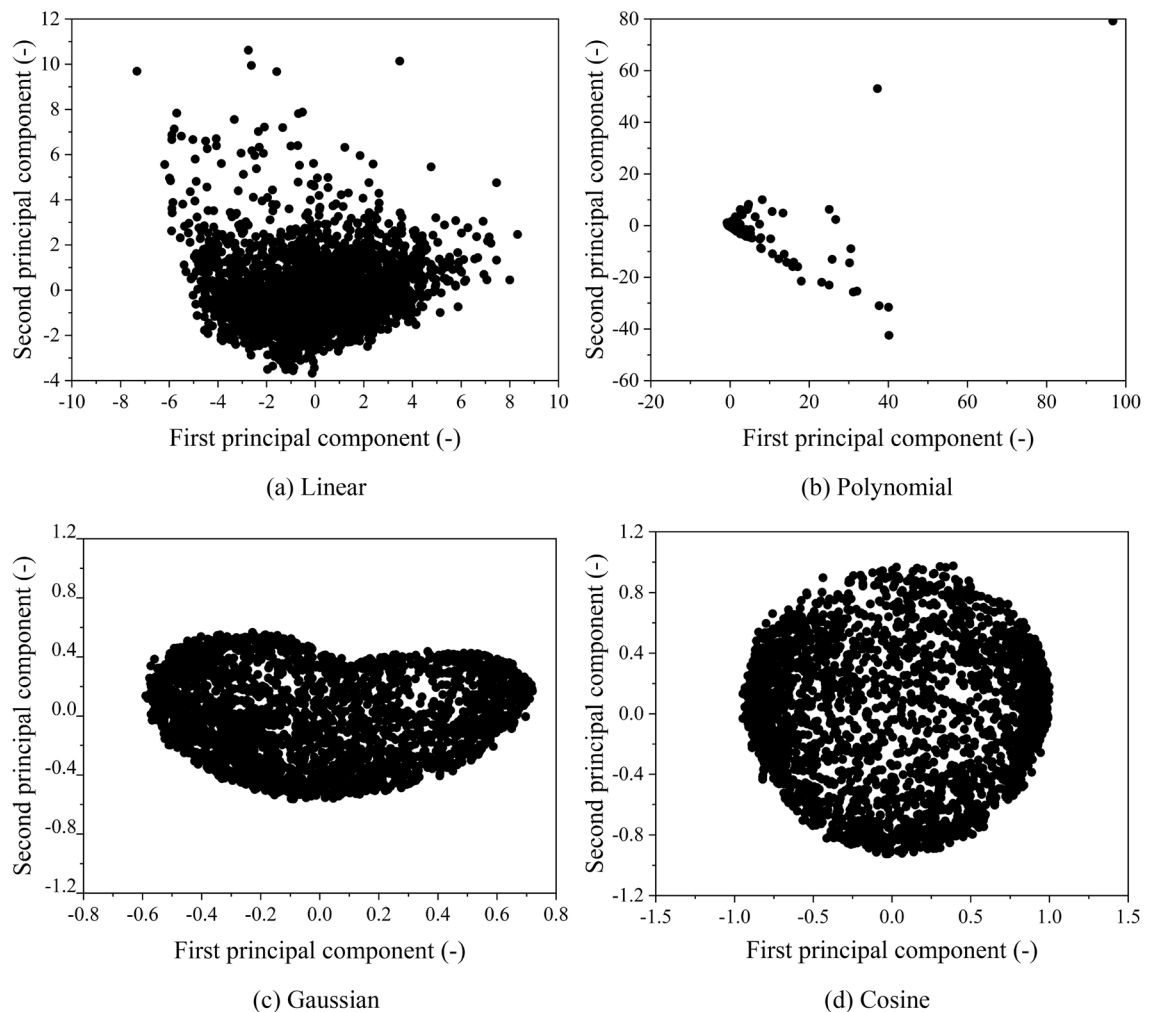 12
10
8
6
4
2
0
-2
-4
-10 -8 -6 -4 -2 0 2 4 6 8 10
Second principal component (-)
First principal component (-)
(a) Linear
80
60
40
20
0
-20
-40
-60
-20 0 20 40 60 80 100
Second principal component (-)
First principal component (-)
(b) Polynomial
1.2
0.8
0.4
0.0
-0.4
-0.8
-1.2
-0.8 -0.6 -0.4 -0.2 0.0 0.2 0.4 0.6 0.8
Second principal component (-)
First principal component (-)
(c) Gaussian
1.2
0.8
0.4
0.0
-0.4
-0.8
-1.2
-1.5 -1.0 -0.5 0.0 0.5 1.0 1.5
Second principal component (-)
First principal component (-)
(d) Cosine